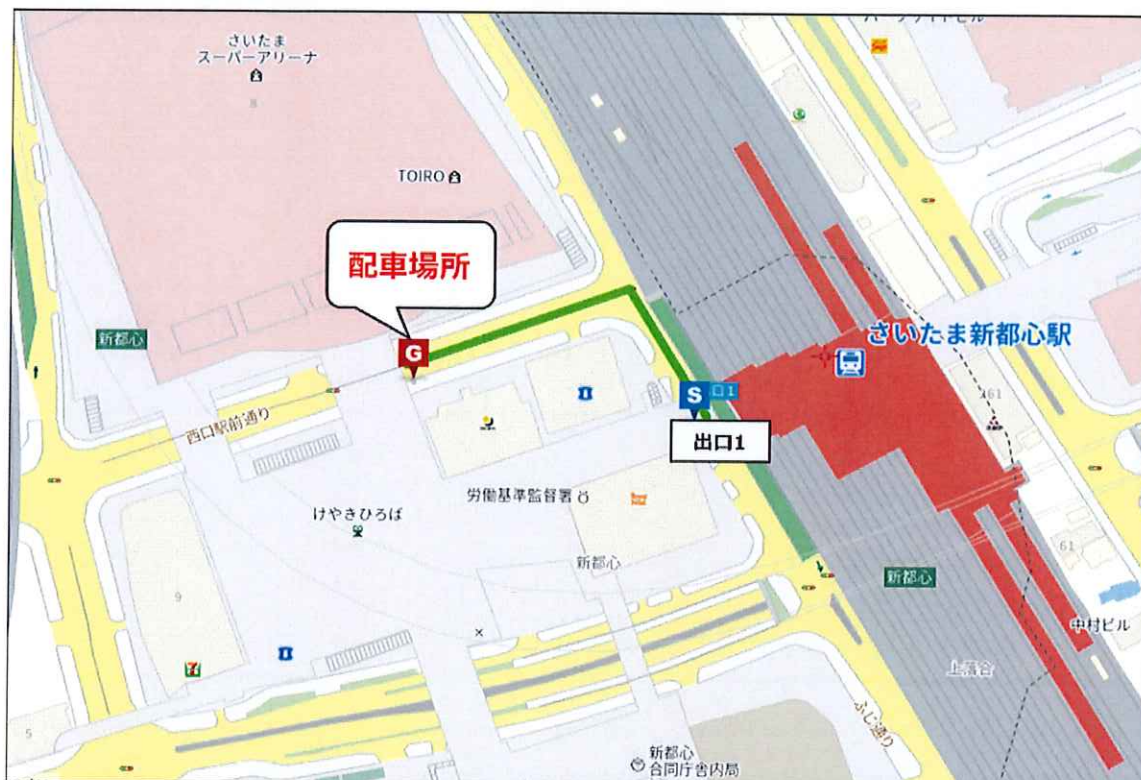 さいたま
スーパーアリーナ
8
TOIRO
配車場所
新都心
G
西口駅前通り
さいたま新都心駅
S
口1
出口1
61
労働基準監督署
けやきひろば
新都心
新都心
61
9
7
中村ビル
上落合
ふじ通り
5
新都心
合同庁舎内局